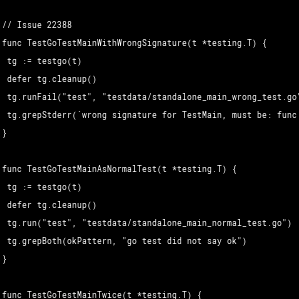 // Issue 22388
func TestGoTestMainWithWrongSignature(t *testing.T) {
tg := testgo(t)
defer tg.cleanup()
tg.runFail("test", "testdata/standalone_main_wrong_test.go"
tg.grepStderr(`wrong signature for TestMain, must be: func
}
func TestGoTestMainAsNormalTest(t *testing.T) {
tg := testgo(t)
defer tg.cleanup()
tg.run("test", "testdata/standalone_main_normal_test.go")
tg.grepBoth(okPattern, "go test did not say ok")
}
func TestGoTestMainTwice(t *testing.T) {